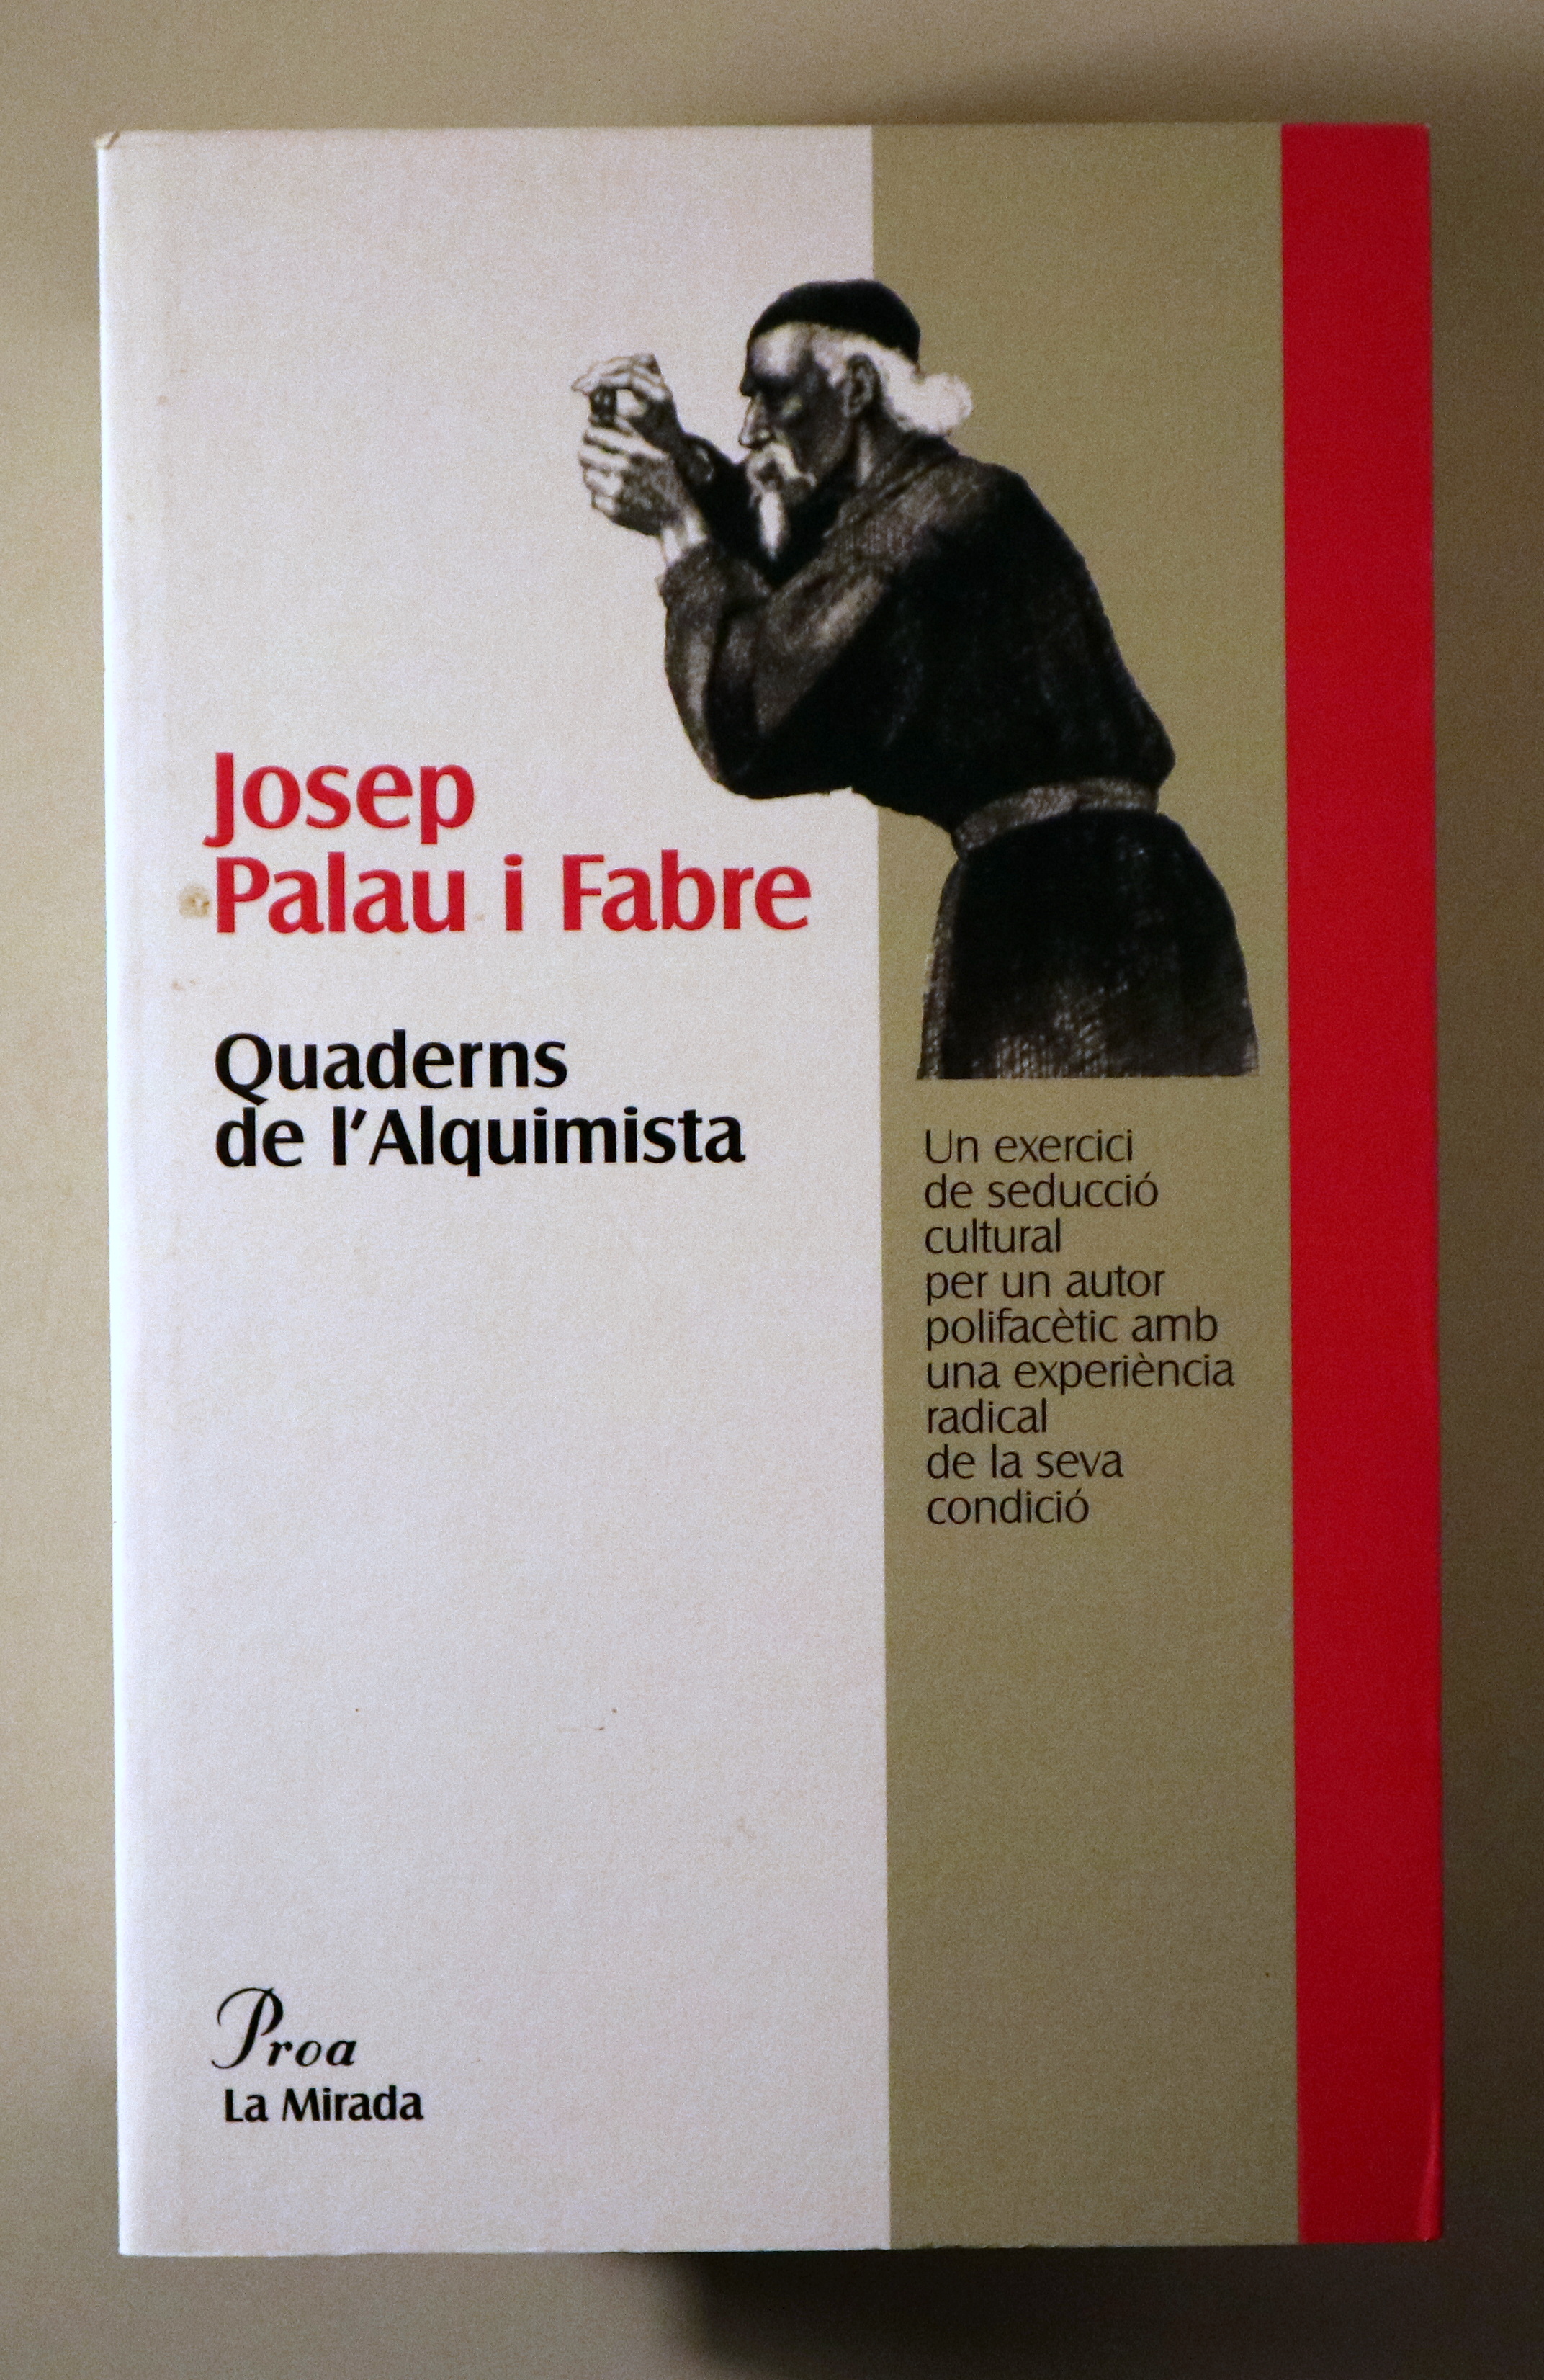 Josep
Palau i Fabre
Quaderns
de l'Alquimista
Un exercici
de seducció
cultural
per un autor
polifacètic amb
una experiència
radical
de la seva
condició
Proa
La Mirada